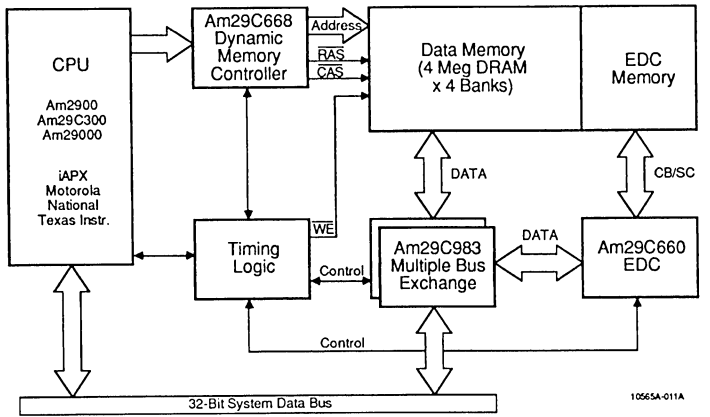 CPU
Am2900
Am29C300
Am29000
iAPX
Motorola
National
Texas Instr.
Am29C668
Dynamic
Memory
Controller
Address
RAS
CAS
Data Memory
(4 Meg DRAM
x 4 Banks)
EDC
Memory
DATA
CB/SC
WE
Timing
Logic
Control
Am29C983
Multiple Bus
Exchange
DATA
Am29C660
EDC
Control
32-Bit System Data Bus
10565A-011A